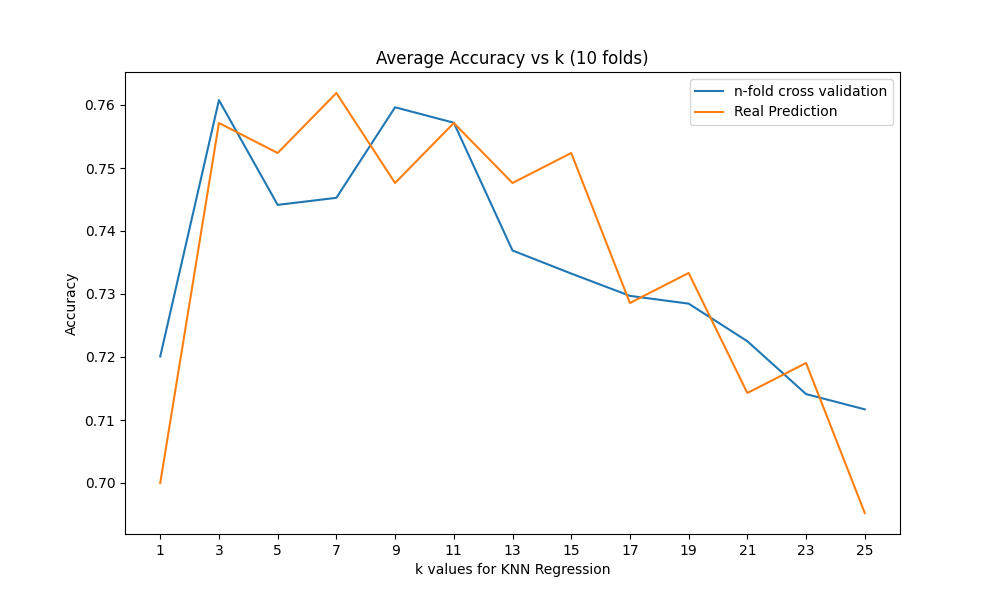 Average Accuracy vs k (10 folds)
n-fold cross validation
Real Prediction
0.76
0.75
0.74
0.73
0.72
0.71
0.70
Accuracy
1 3 5 7 9 11 13 15 17 19 21 23 25
k values for KNN Regression